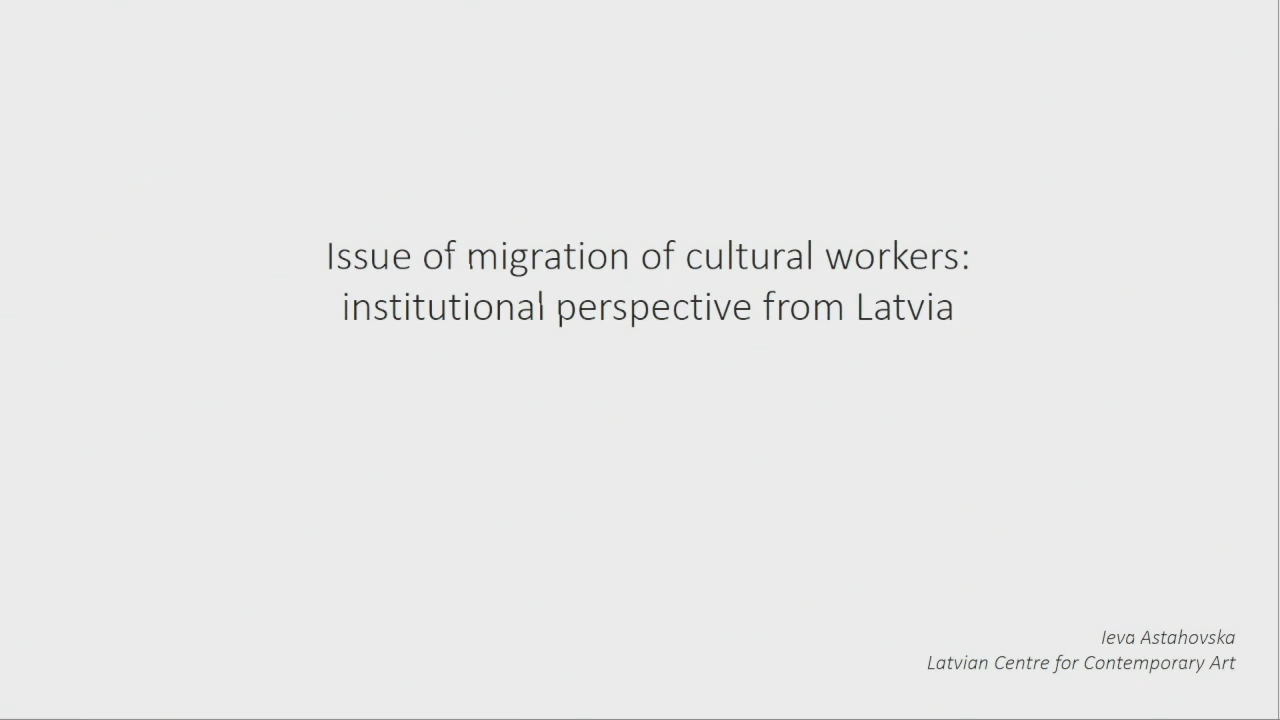 Issue of migration of cultural workers:
institutional perspective from Latvia
Ieva Astahovska
Latvian Centre for Contemporary Art